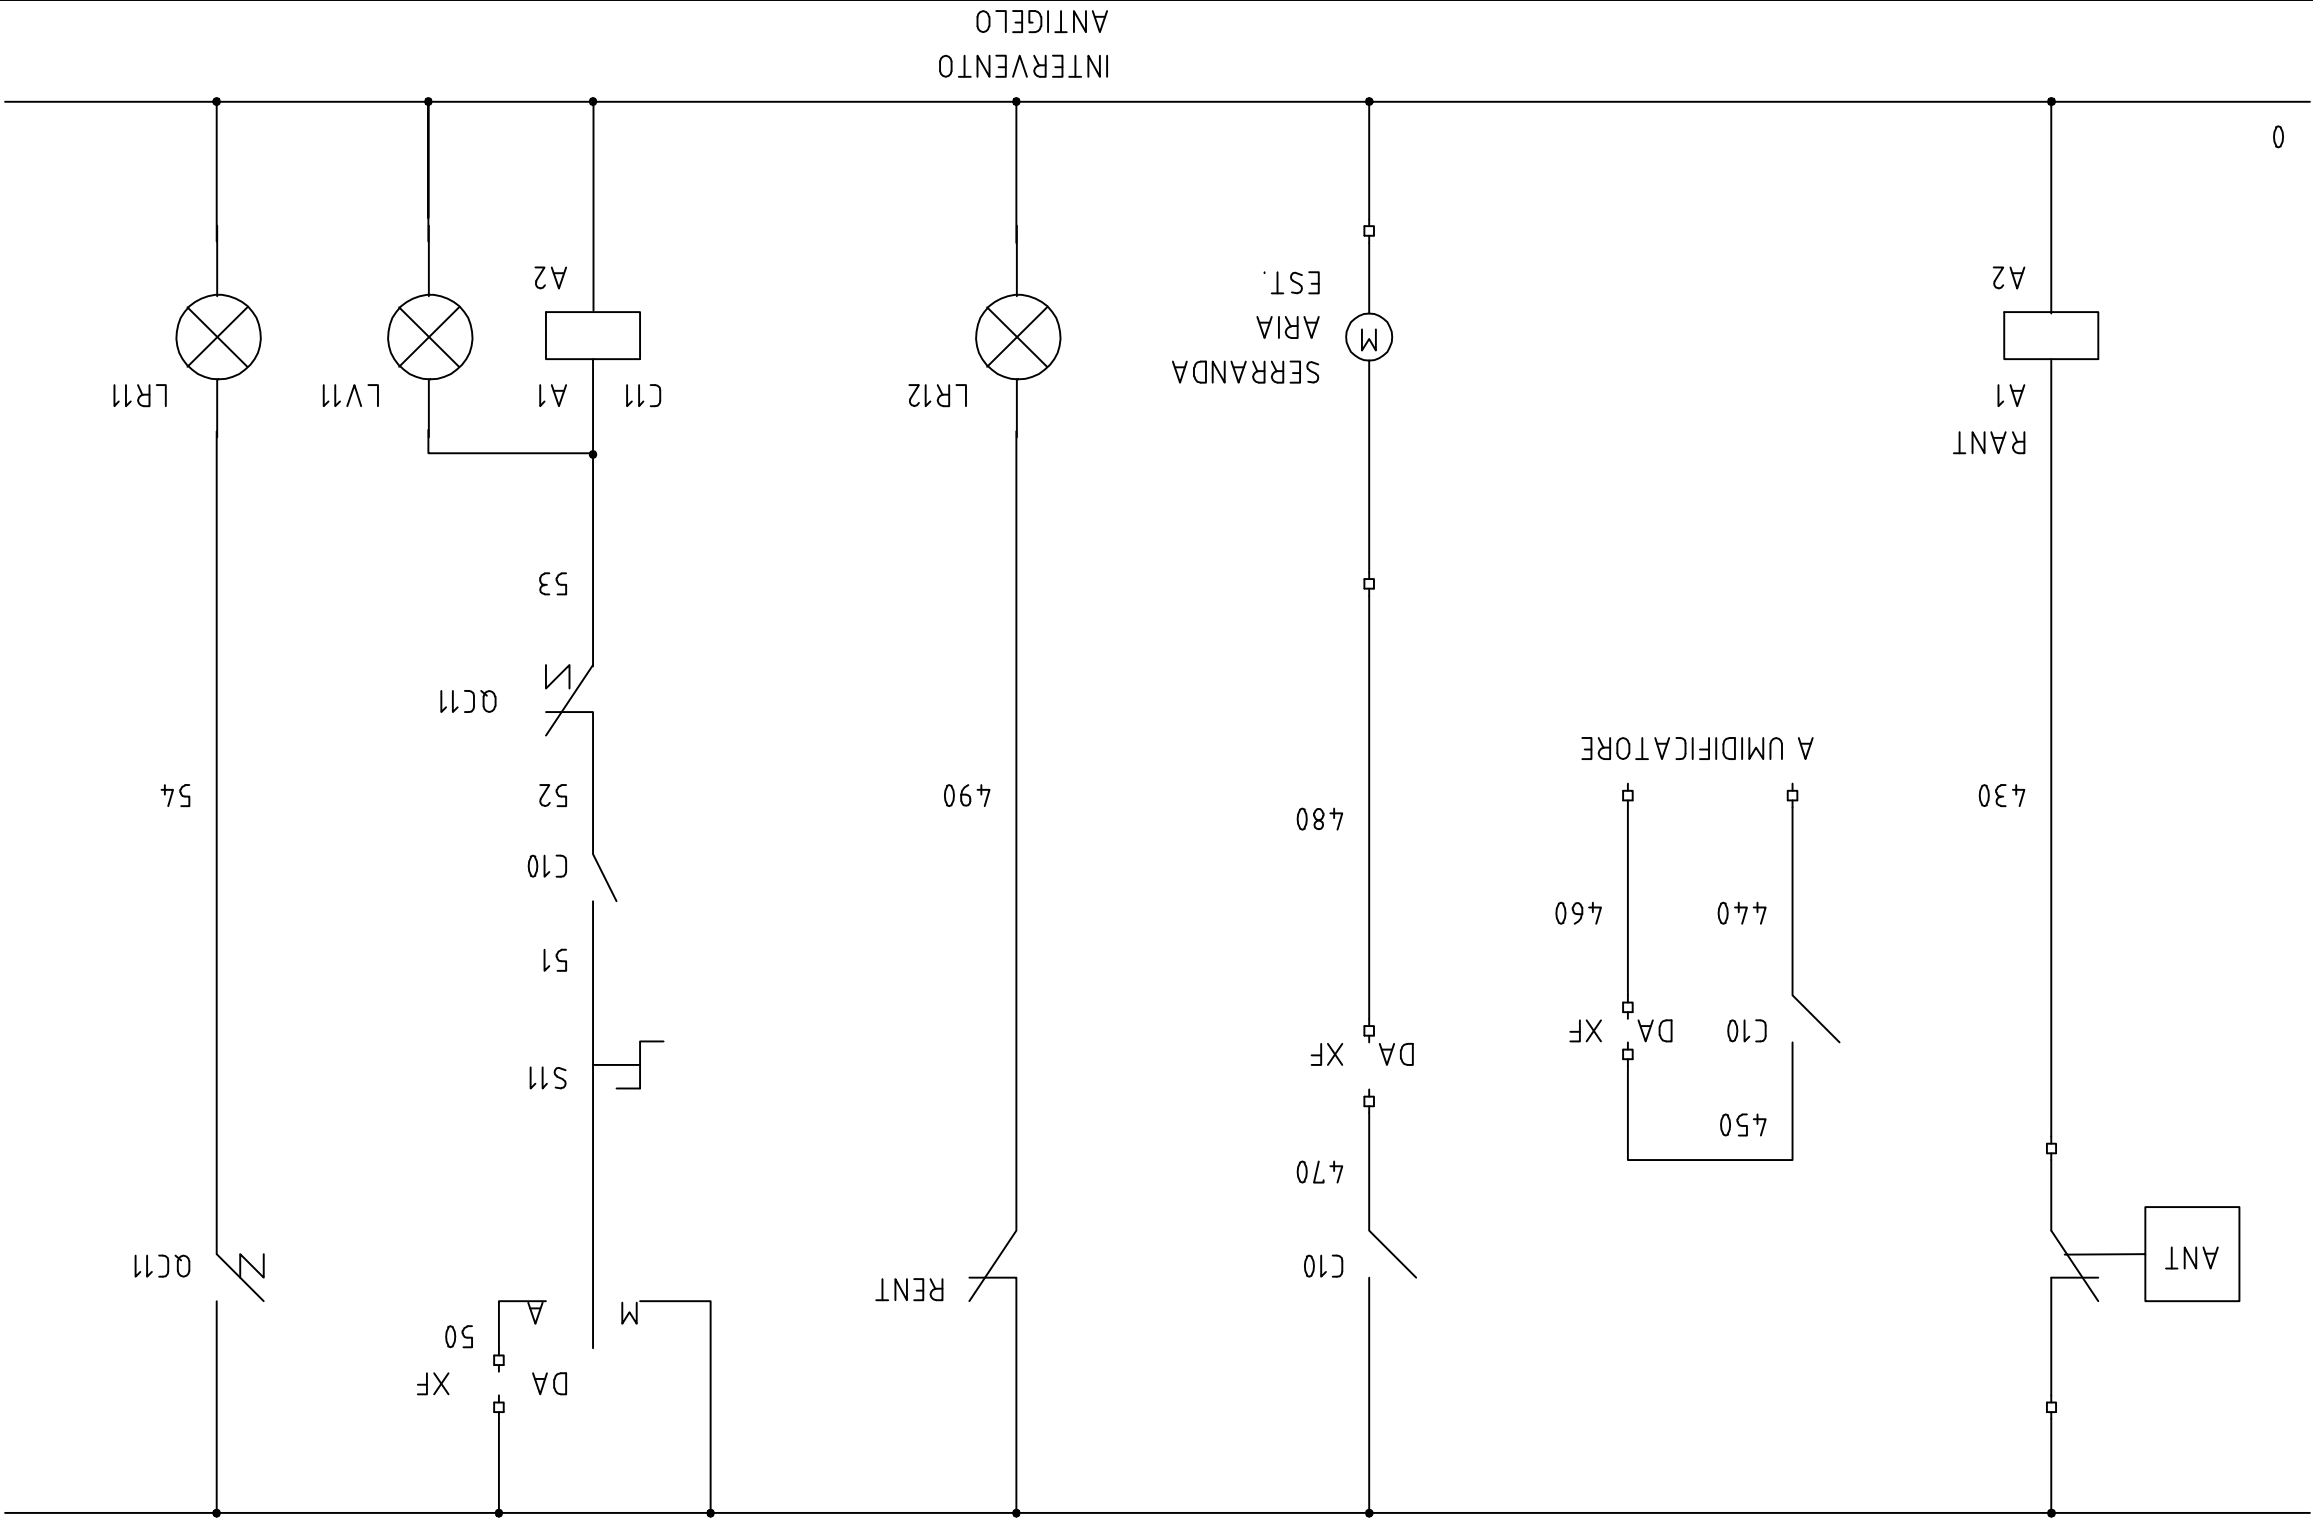 DA
XF
50
M
A
RENT
ANT
C10
QC11
470
450
S11
DA
XF
C10
DA
XF
51
440
460
C10
480
430
490
52
54
A UMIDIFICATORE
QC11
53
RANT
A1
SERRANDA
ARIA
EST.
LR12
C11
A1
LV11
LR11
A2
A2
0
INTERVENTO
ANTIGELO